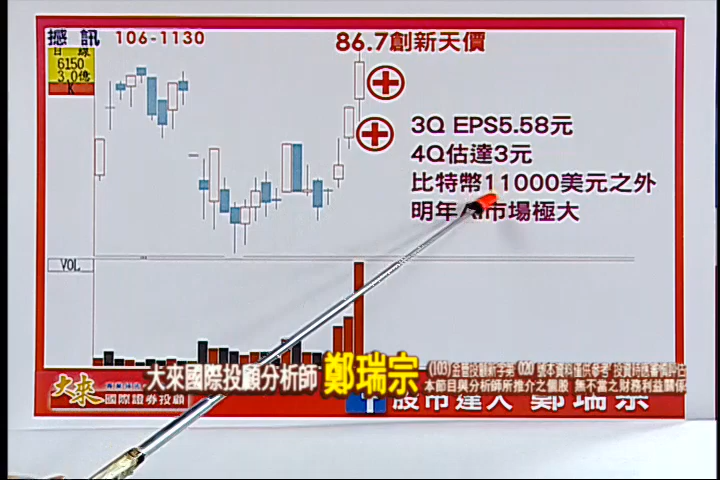 撼訊 106-1130
86.7創新天價
日線
6150
3.0億
K
3Q EPS5.58元
4Q估達3元
比特幣11000美元之外
明年 市場極大
VOL
大來
國際證券投顧
大來國際投顧分析師 鄭瑞宗
本節目與分析師所推介之個股 無不當之財務利益關係
股市達人 鄭瑞宗